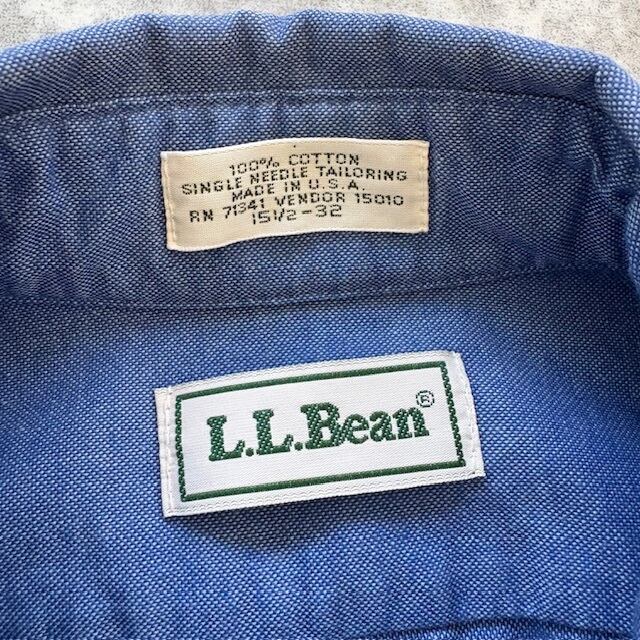 100% COTTON
SINGLE NEEDLE TAILORING
MADE IN U.S.A.
RN 71341 VENDOR 15010
15 1/2-32
L.L.Bean®